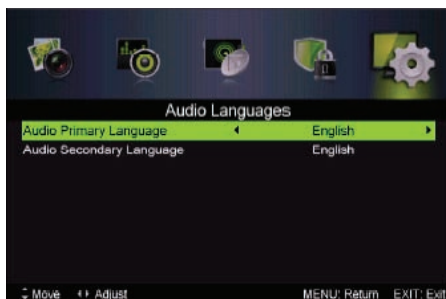 Audio Languages
Audio Primary Language English
Audio Secondary Language English
Move Adjust MENU: Return EXIT: Exit